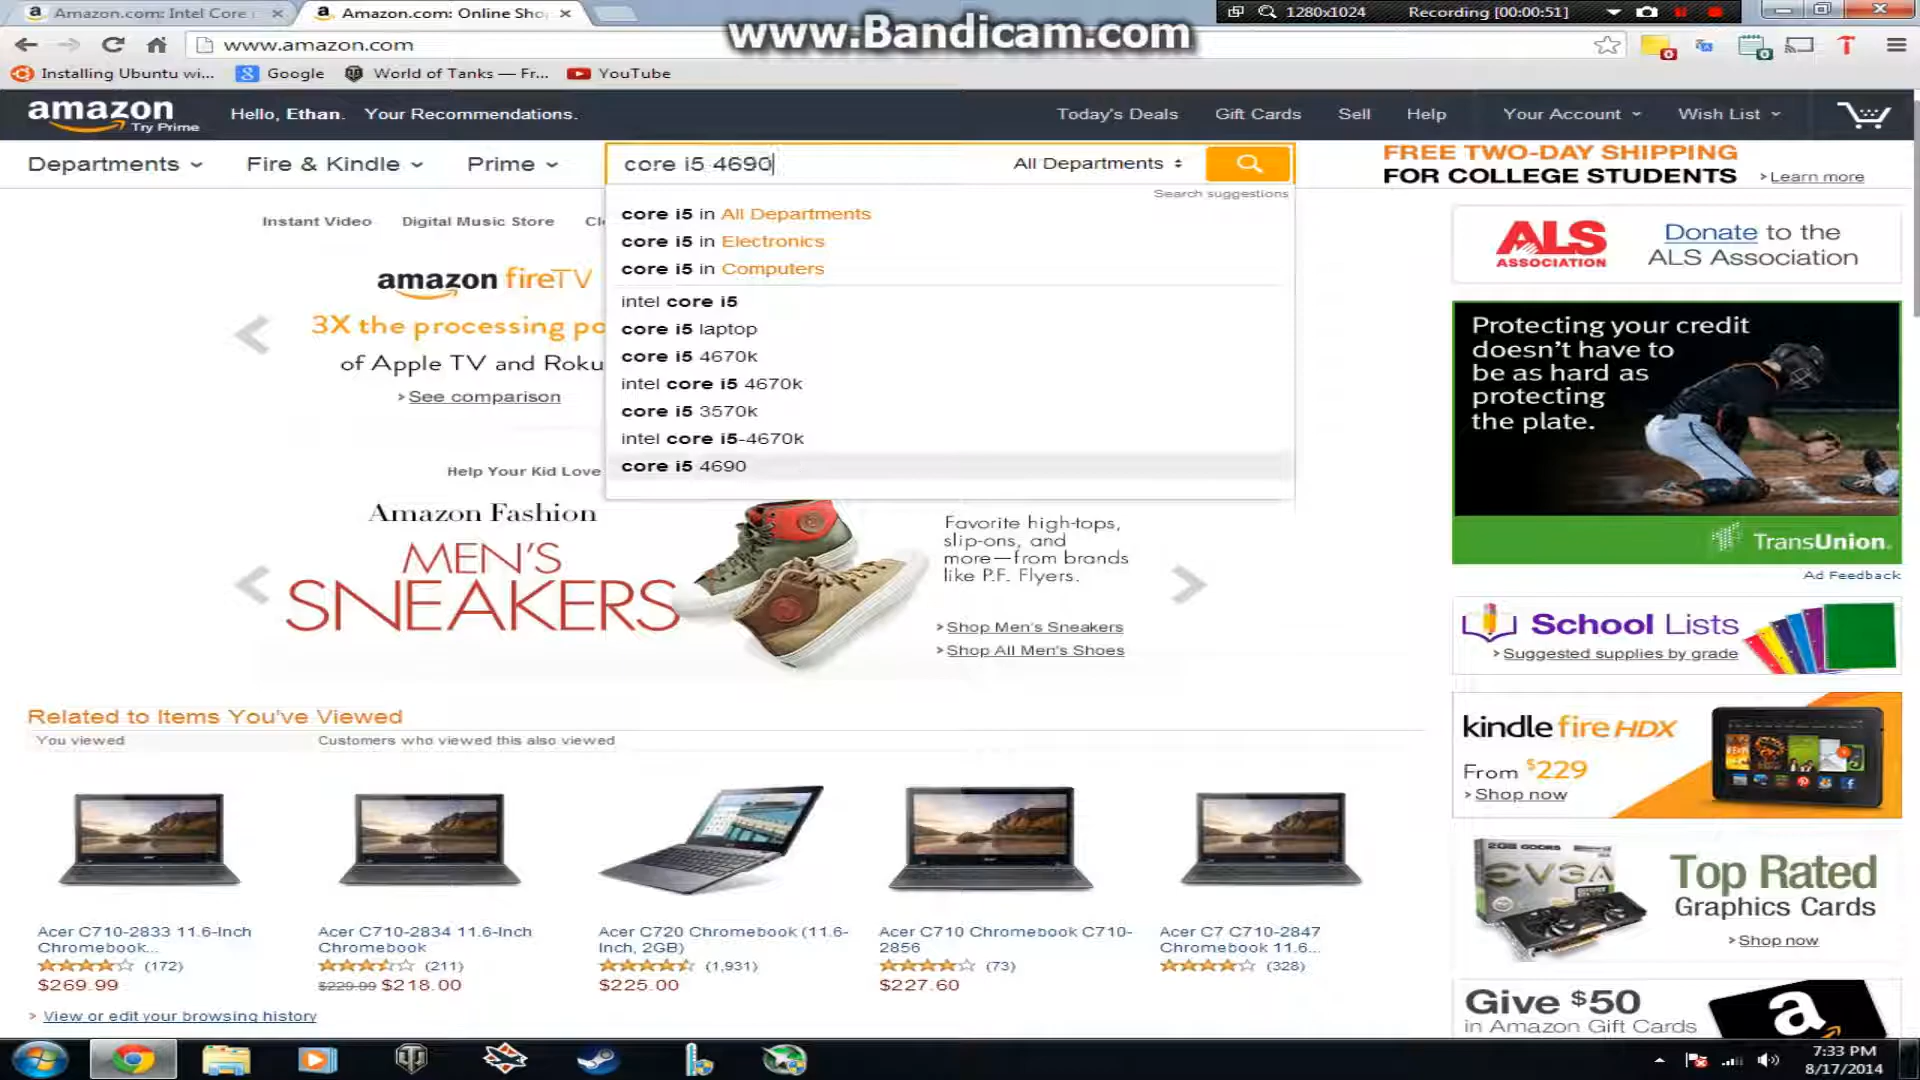 Amazon.com: Intel Core
Amazon.com: Online Sho
www.Bandicam.com
1280x1024
Recording [00:00:51]
www.amazon.com
Installing Ubuntu wi...
Google
World of Tanks — Fr...
YouTube
amazon
Try Prime
Hello, Ethan. Your Recommendations.
Today's Deals
Gift Cards
Sell
Help
Your Account
Wish List
Departments
Fire & Kindle
Prime
core i5 4690
All Departments
FREE TWO-DAY SHIPPING
FOR COLLEGE STUDENTS
Learn more
Search suggestions
core i5 in All Departments
core i5 in Electronics
core i5 in Computers
intel core i5
core i5 laptop
core i5 4670k
intel core i5 4670k
core i5 3570k
intel core i5-4670k
core i5 4690
Instant Video
Digital Music Store
amazon fireTV
3X the processing po
of Apple TV and Roku
See comparison
ALS
ASSOCIATION
Donate to the
ALS Association
Protecting your credit
doesn't have to
be as hard as
protecting
the plate.
TransUnion.
Ad Feedback
Help Your Kid Love
Amazon Fashion
MEN'S
SNEAKERS
Favorite high-tops,
slip-ons, and
more—from brands
like P.F. Flyers.
Shop Men's Sneakers
Shop All Men's Shoes
School Lists
Suggested supplies by grade
kindle fire HDX
From $229
Shop now
Related to Items You've Viewed
You viewed
Customers who viewed this also viewed
Acer C710-2833 11.6-Inch
Chromebook...
(172)
$269.99
Acer C710-2834 11.6-Inch
Chromebook
(211)
$229.99 $218.00
Acer C720 Chromebook (11.6-
Inch, 2GB)
(1,931)
$225.00
Acer C710 Chromebook C710-
2856
(73)
$227.60
Acer C7 C710-2847
Chromebook 11.6...
(328)
View or edit your browsing history
2GB GDDR5
EVGA
Top Rated
Graphics Cards
Shop now
Give $50
in Amazon Gift Cards
7:33 PM
8/17/2014